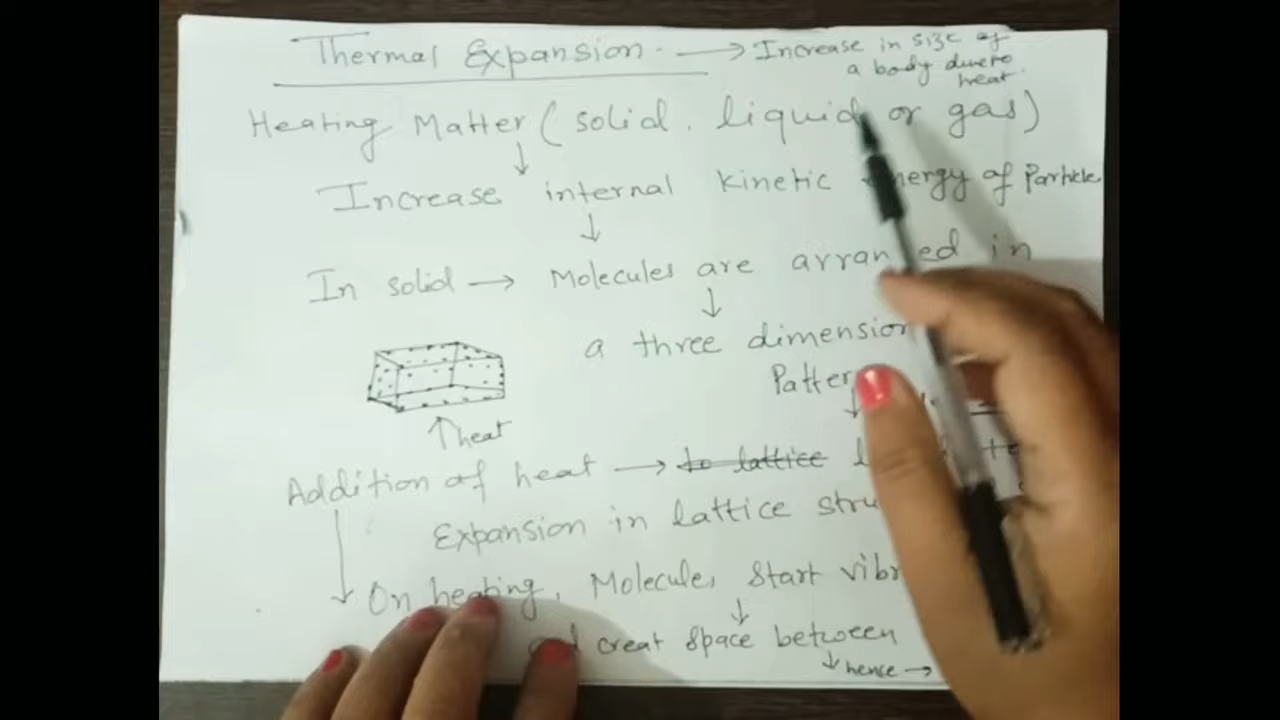 Thermal Expansion → Increase in size of
a body due to
heat.
Heating Matter ( solid, liquid or gas)
Increase internal kinetic energy of Particle
In solid → Molecules are arranged in
a three dimension
Patter
heat
Addition of heat → to lattice
Expansion in lattice stru
On heating, Molecules start vibr
and creat space between
hence →